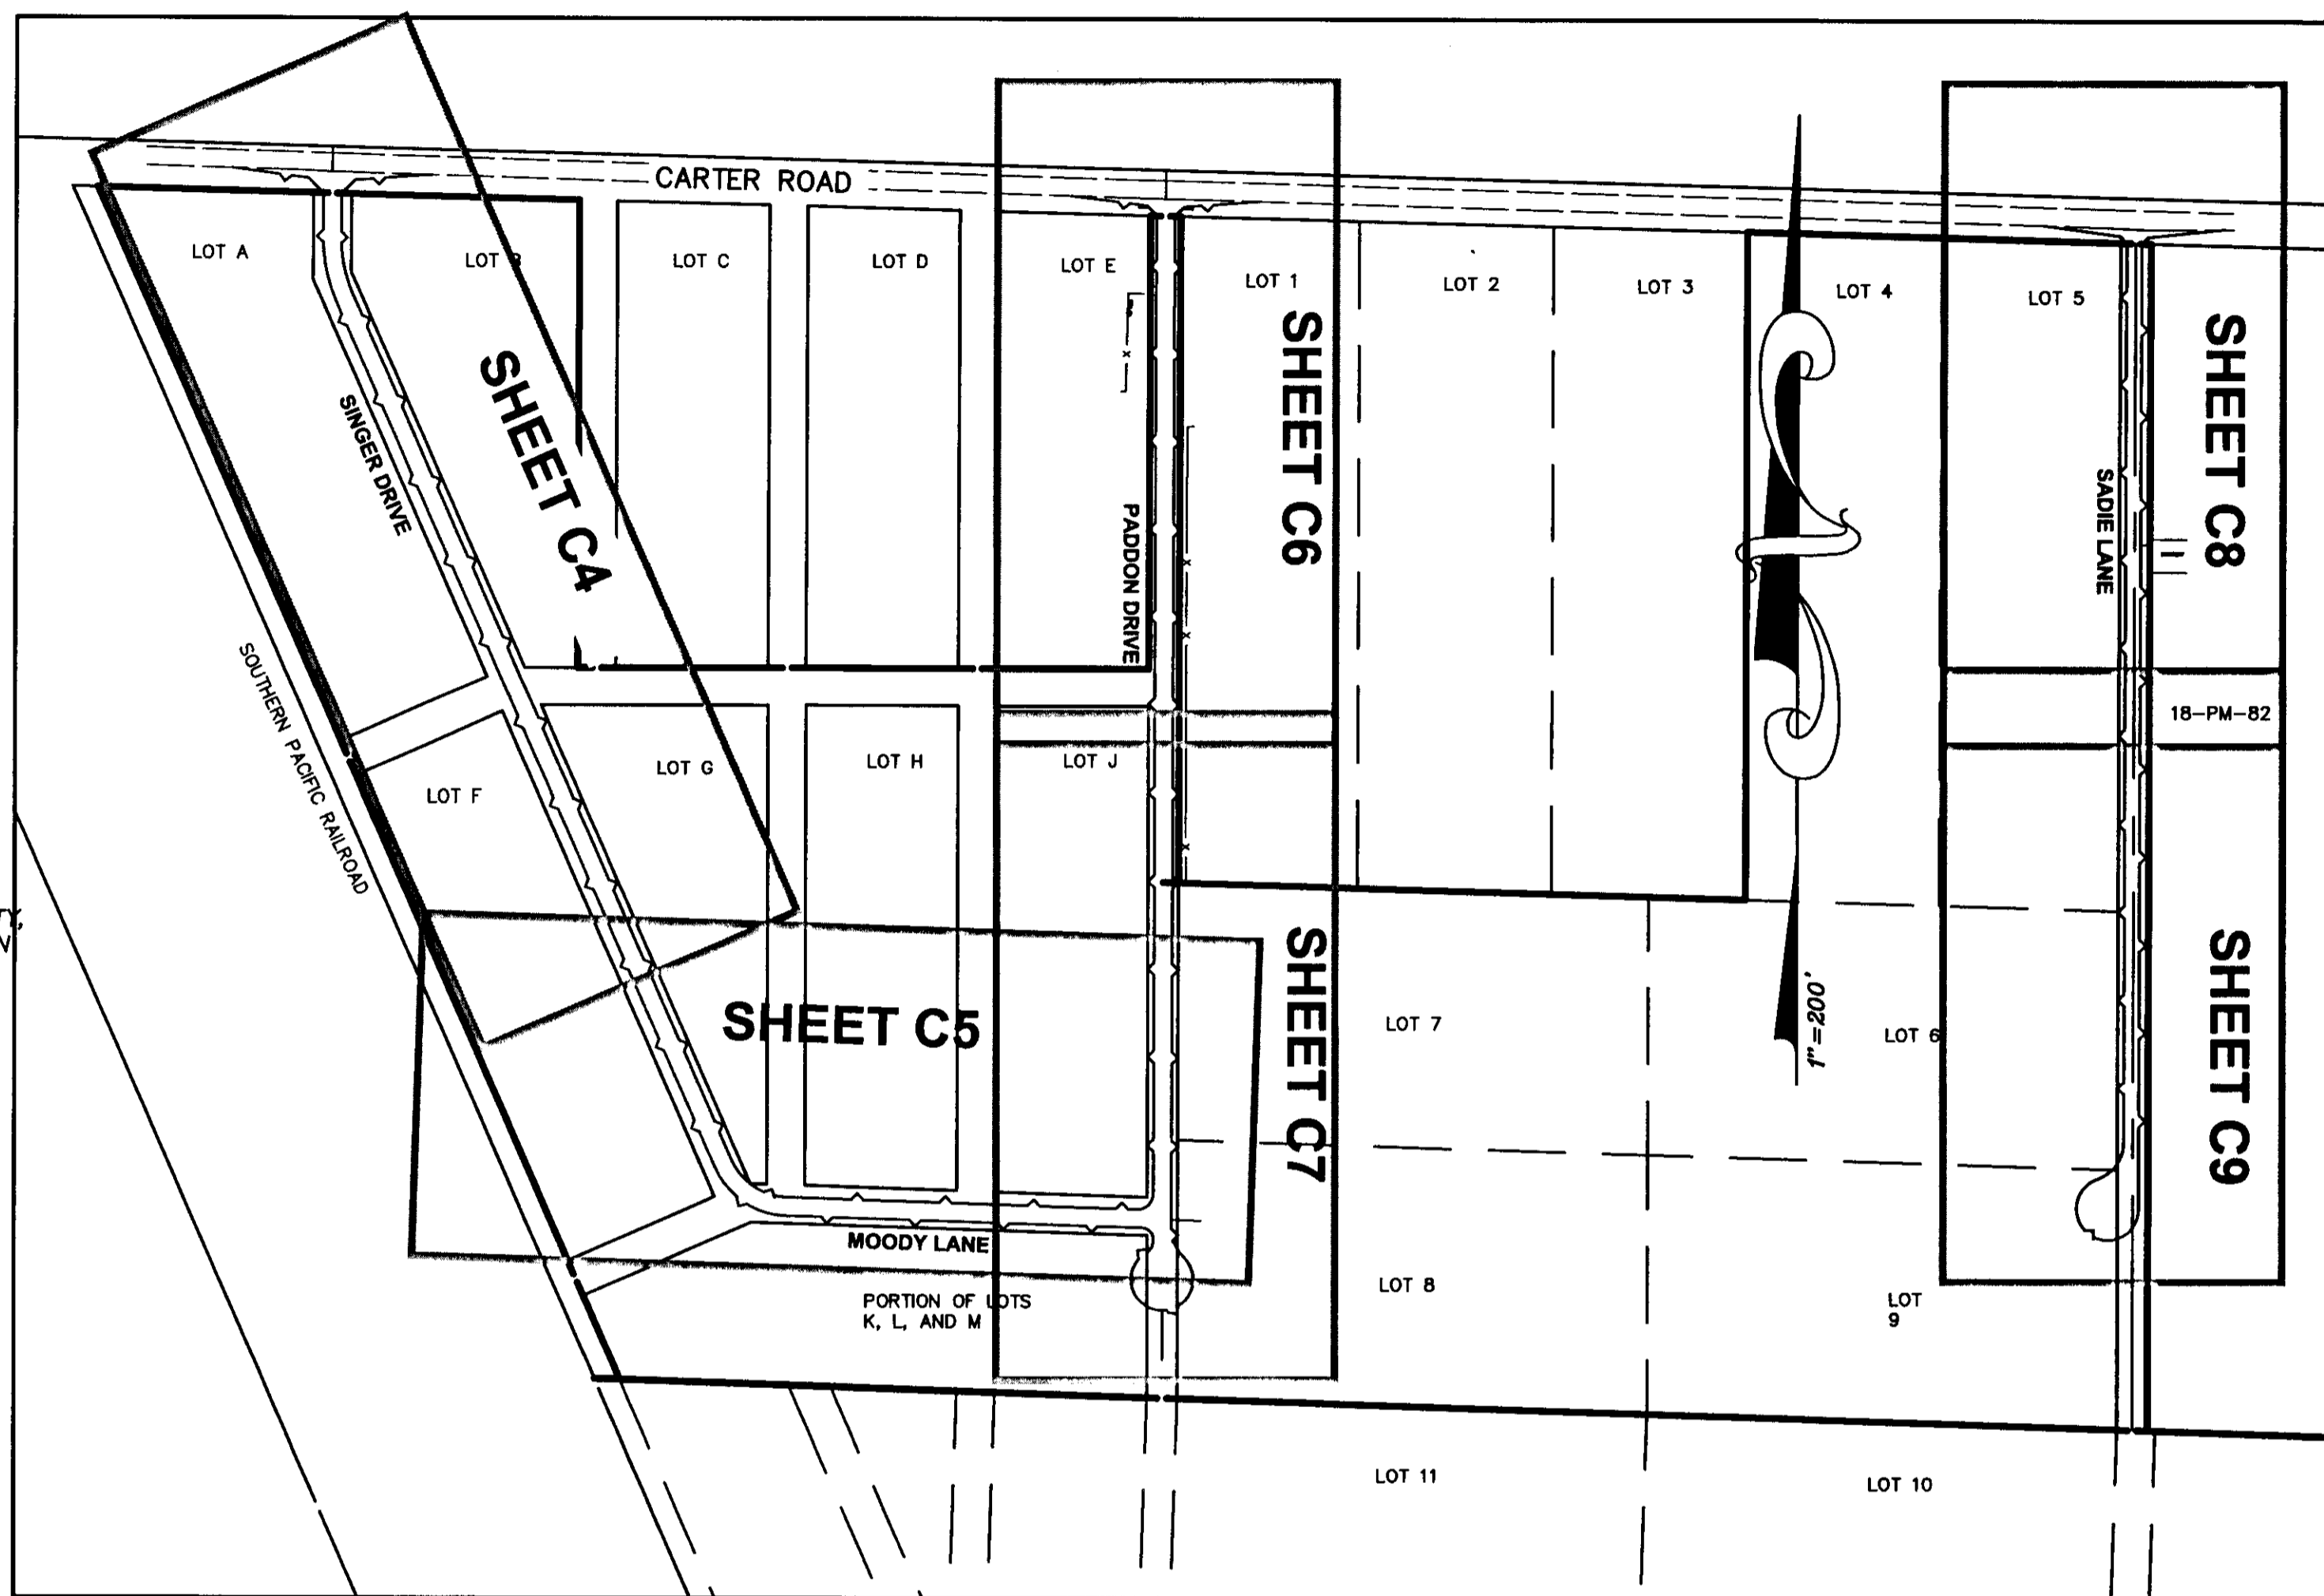 CARTER ROAD
LOT A
LOT B
LOT C
LOT D
LOT E
LOT 1
LOT 2
LOT 3
LOT 4
LOT 5
SHEET C4
SHEET C6
SHEET C8
SINGER DRIVE
PADDON DRIVE
SADIE LANE
SOUTHERN PACIFIC RAILROAD
18-PM-82
LOT F
LOT G
LOT H
LOT J
SHEET C5
SHEET C7
SHEET C9
LOT 7
LOT 6
1"=200'
MOODY LANE
PORTION OF LOTS
K, L, AND M
LOT 8
LOT
9
LOT 11
LOT 10